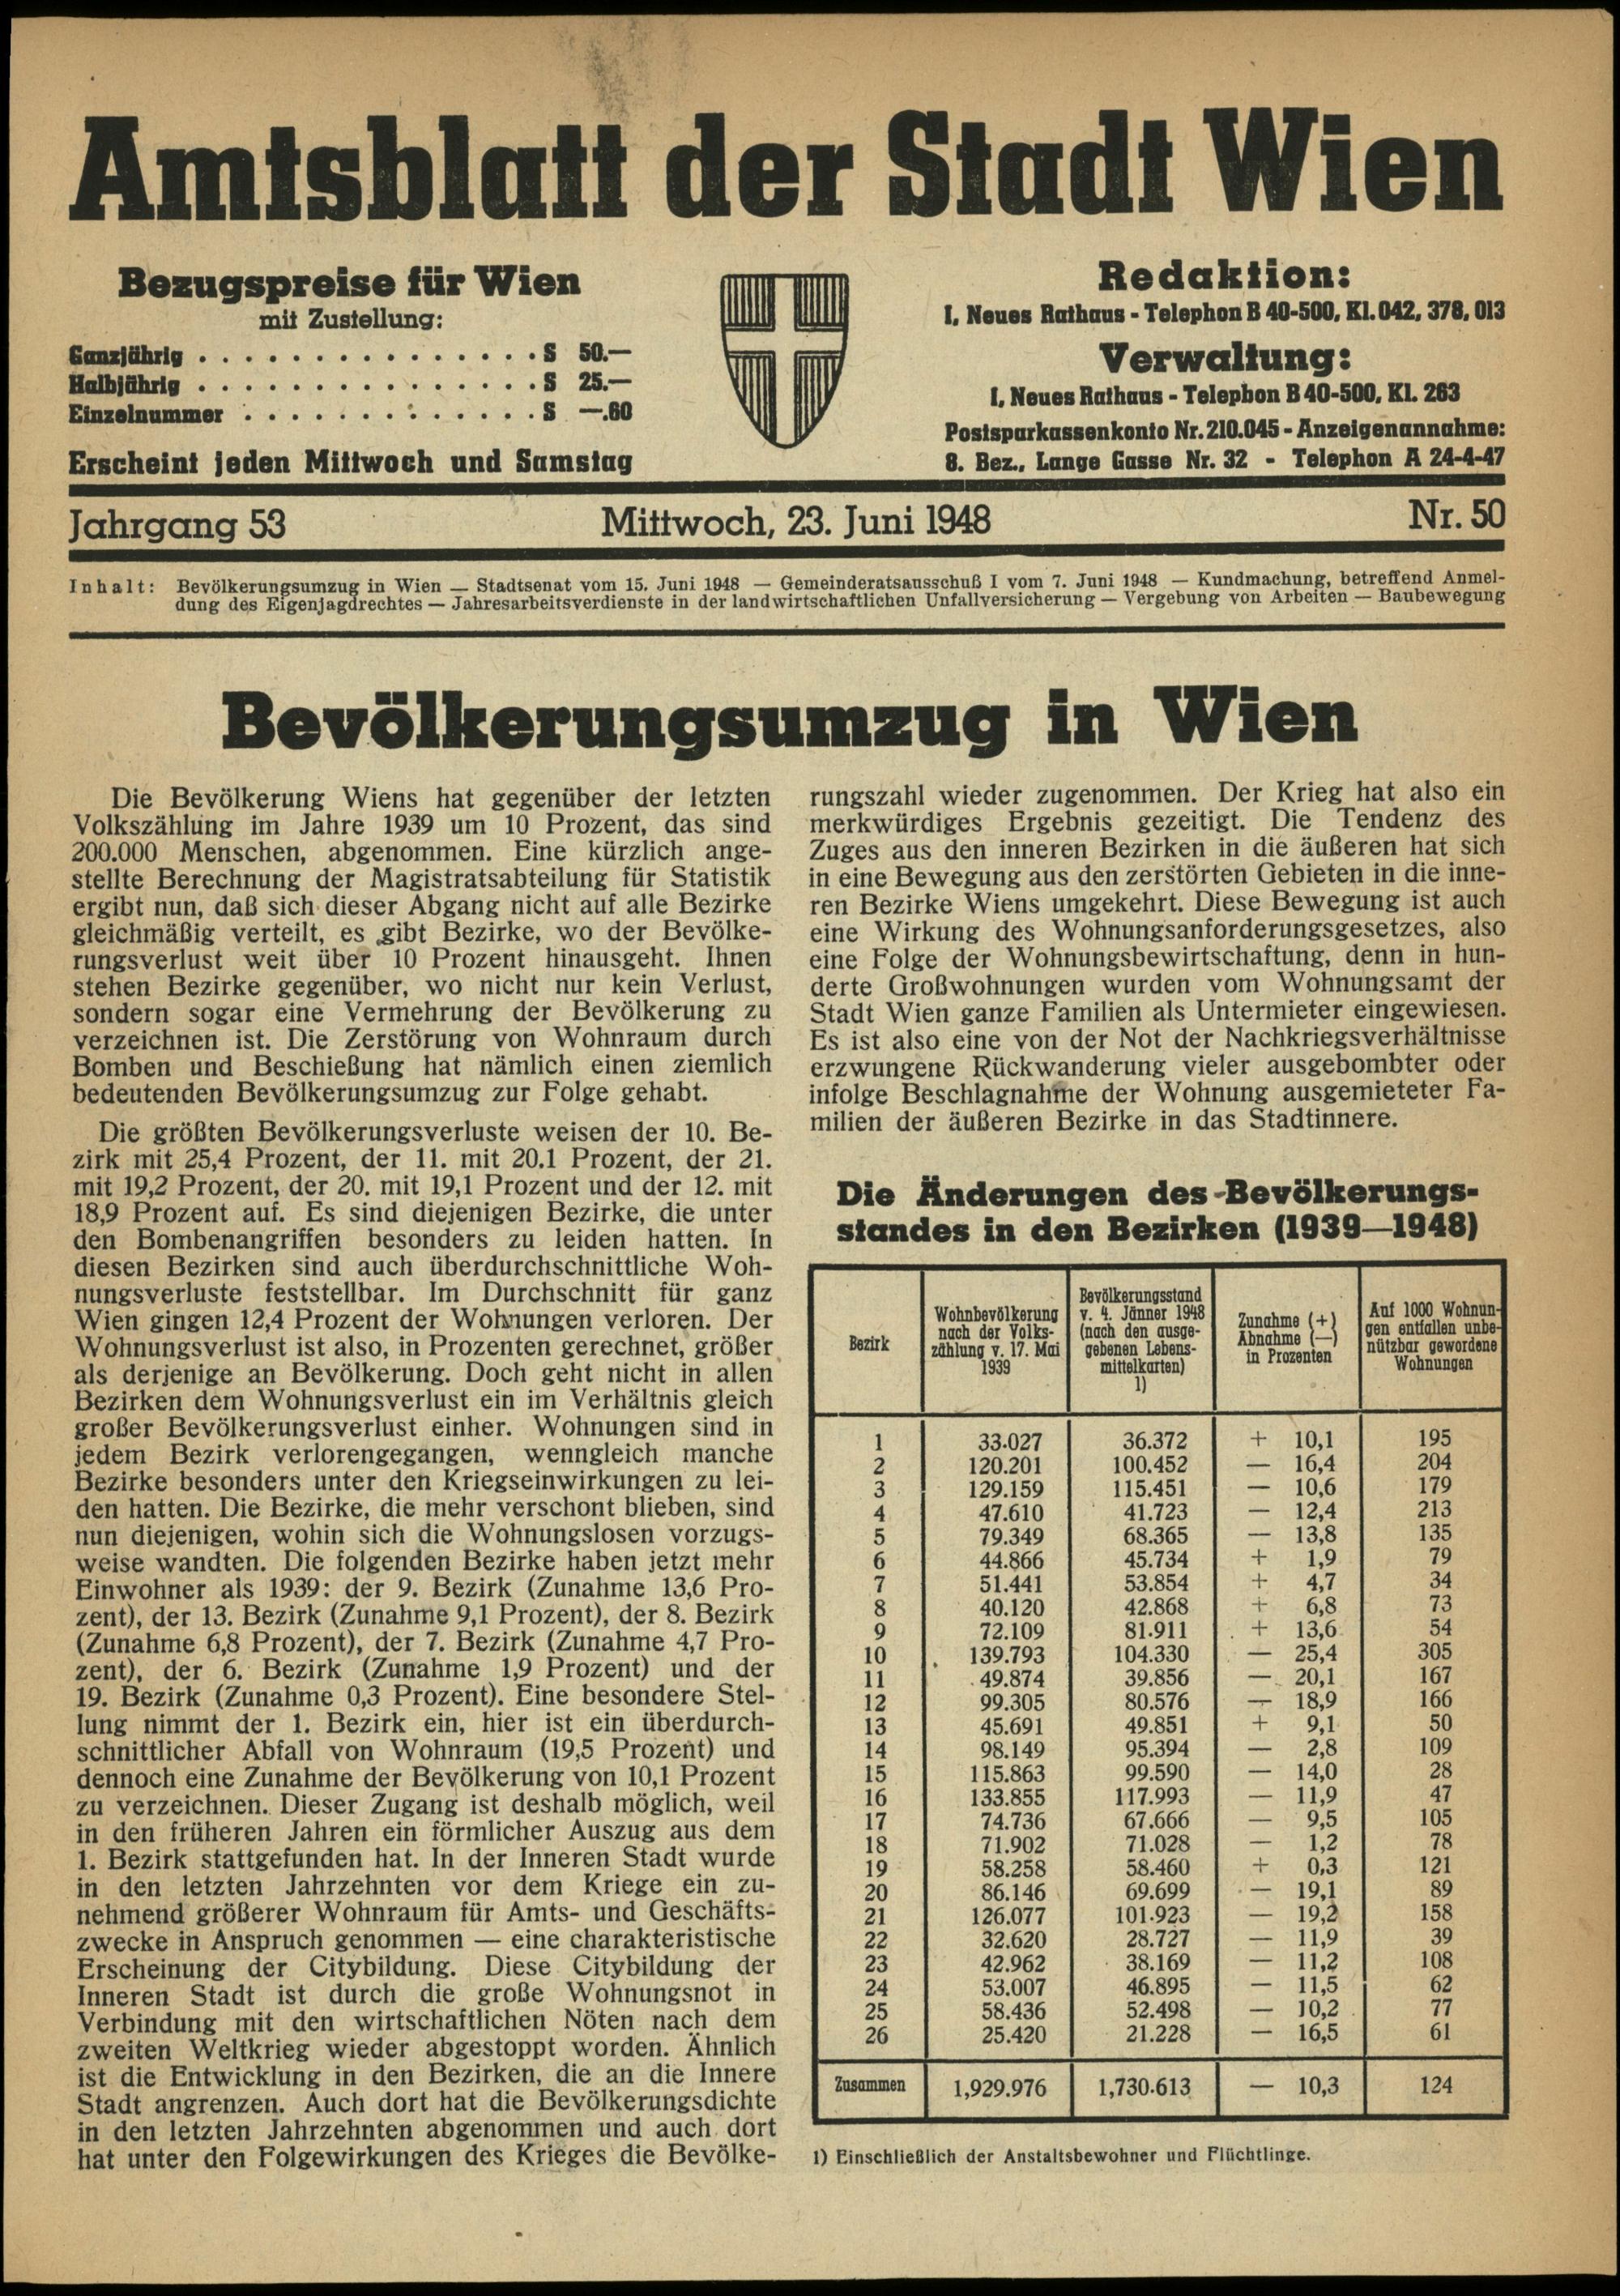 Amtsblatt der Stadt Wien
Bezugspreise für Wien
mit Zustellung:
Ganzjährig . . . . . . . . . . . . . . . . S 50.—
Halbjährig . . . . . . . . . . . . . . . . S 25.—
Einzelnummer . . . . . . . . . . . . . . S —.60
Erscheint jeden Mittwoch und Samstag
Redaktion:
I, Neues Rathaus - Telephon B 40-500, Kl. 042, 378, 013
Verwaltung:
I, Neues Rathaus - Telephon B 40-500, Kl. 263
Postsparkassenkonto Nr. 210.045 - Anzeigenannahme:
8. Bez., Lange Gasse Nr. 32 - Telephon A 24-4-47
Jahrgang 53 Mittwoch, 23. Juni 1948 Nr. 50
Inhalt: Bevölkerungsumzug in Wien — Stadtsenat vom 15. Juni 1948 — Gemeinderatsausschuß I vom 7. Juni 1948 — Kundmachung, betreffend Anmel-
dung des Eigenjagdrechtes — Jahresarbeitsverdienste in der landwirtschaftlichen Unfallversicherung — Vergebung von Arbeiten — Baubewegung
Bevölkerungsumzug in Wien
Die Bevölkerung Wiens hat gegenüber der letzten
Volkszählung im Jahre 1939 um 10 Prozent, das sind
200.000 Menschen, abgenommen. Eine kürzlich ange-
stellte Berechnung der Magistratsabteilung für Statistik
ergibt nun, daß sich dieser Abgang nicht auf alle Bezirke
gleichmäßig verteilt, es gibt Bezirke, wo der Bevölke-
rungsverlust weit über 10 Prozent hinausgeht. Ihnen
stehen Bezirke gegenüber, wo nicht nur kein Verlust,
sondern sogar eine Vermehrung der Bevölkerung zu
verzeichnen ist. Die Zerstörung von Wohnraum durch
Bomben und Beschießung hat nämlich einen ziemlich
bedeutenden Bevölkerungsumzug zur Folge gehabt.
Die größten Bevölkerungsverluste weisen der 10. Be-
zirk mit 25,4 Prozent, der 11. mit 20.1 Prozent, der 21.
mit 19,2 Prozent, der 20. mit 19,1 Prozent und der 12. mit
18,9 Prozent auf. Es sind diejenigen Bezirke, die unter
den Bombenangriffen besonders zu leiden hatten. In
diesen Bezirken sind auch überdurchschnittliche Woh-
nungsverluste feststellbar. Im Durchschnitt für ganz
Wien gingen 12,4 Prozent der Wohnungen verloren. Der
Wohnungsverlust ist also, in Prozenten gerechnet, größer
als derjenige an Bevölkerung. Doch geht nicht in allen
Bezirken dem Wohnungsverlust ein im Verhältnis gleich
großer Bevölkerungsverlust einher. Wohnungen sind in
jedem Bezirk verlorengegangen, wenngleich manche
Bezirke besonders unter den Kriegseinwirkungen zu lei-
den hatten. Die Bezirke, die mehr verschont blieben, sind
nun diejenigen, wohin sich die Wohnungslosen vorzugs-
weise wandten. Die folgenden Bezirke haben jetzt mehr
Einwohner als 1939: der 9. Bezirk (Zunahme 13,6 Pro-
zent), der 13. Bezirk (Zunahme 9,1 Prozent), der 8. Bezirk
(Zunahme 6,8 Prozent), der 7. Bezirk (Zunahme 4,7 Pro-
zent), der 6. Bezirk (Zunahme 1,9 Prozent) und der
19. Bezirk (Zunahme 0,3 Prozent). Eine besondere Stel-
lung nimmt der 1. Bezirk ein, hier ist ein überdurch-
schnittlicher Abfall von Wohnraum (19,5 Prozent) und
dennoch eine Zunahme der Bevölkerung von 10,1 Prozent
zu verzeichnen. Dieser Zugang ist deshalb möglich, weil
in den früheren Jahren ein förmlicher Auszug aus dem
1. Bezirk stattgefunden hat. In der Inneren Stadt wurde
in den letzten Jahrzehnten vor dem Kriege ein zu-
nehmend größerer Wohnraum für Amts- und Geschäfts-
zwecke in Anspruch genommen — eine charakteristische
Erscheinung der Citybildung. Diese Citybildung der
Inneren Stadt ist durch die große Wohnungsnot in
Verbindung mit den wirtschaftlichen Nöten nach dem
zweiten Weltkrieg wieder abgestoppt worden. Ähnlich
ist die Entwicklung in den Bezirken, die an die Innere
Stadt angrenzen. Auch dort hat die Bevölkerungsdichte
in den letzten Jahrzehnten abgenommen und auch dort
hat unter den Folgewirkungen des Krieges die Bevölke-
rungszahl wieder zugenommen. Der Krieg hat also ein
merkwürdiges Ergebnis gezeitigt. Die Tendenz des
Zuges aus den inneren Bezirken in die äußeren hat sich
in eine Bewegung aus den zerstörten Gebieten in die inne-
ren Bezirke Wiens umgekehrt. Diese Bewegung ist auch
eine Wirkung des Wohnungsanforderungsgesetzes, also
eine Folge der Wohnungsbewirtschaftung, denn in hun-
derte Großwohnungen wurden vom Wohnungsamt der
Stadt Wien ganze Familien als Untermieter eingewiesen.
Es ist also eine von der Not der Nachkriegsverhältnisse
erzwungene Rückwanderung vieler ausgebombter oder
infolge Beschlagnahme der Wohnung ausgemieteter Fa-
milien der äußeren Bezirke in das Stadtinnere.
Die Änderungen des Bevölkerungs-
standes in den Bezirken (1939—1948)
Bezirk
Wohnbevölkerung
nach der Volks-
zählung v. 17. Mai
1939
Bevölkerungsstand
v. 4. Jänner 1948
(nach den ausge-
gebenen Lebens-
mittelkarten)
1)
Zunahme (+)
Abnahme (—)
in Prozenten
Auf 1000 Wohnun-
gen entfallen unbe-
nützbar gewordene
Wohnungen
1 33.027 36.372 + 10,1 195
2 120.201 100.452 — 16,4 204
3 129.159 115.451 — 10,6 179
4 47.610 41.723 — 12,4 213
5 79.349 68.365 — 13,8 135
6 44.866 45.734 + 1,9 79
7 51.441 53.854 + 4,7 34
8 40.120 42.868 + 6,8 73
9 72.109 81.911 + 13,6 54
10 139.793 104.330 — 25,4 305
11 49.874 39.856 — 20,1 167
12 99.305 80.576 — 18,9 166
13 45.691 49.851 + 9,1 50
14 98.149 95.394 — 2,8 109
15 115.863 99.590 — 14,0 28
16 133.855 117.993 — 11,9 47
17 74.736 67.666 — 9,5 105
18 71.902 71.028 — 1,2 78
19 58.258 58.460 + 0,3 121
20 86.146 69.699 — 19,1 89
21 126.077 101.923 — 19,2 158
22 32.620 28.727 — 11,9 39
23 42.962 38.169 — 11,2 108
24 53.007 46.895 — 11,5 62
25 58.436 52.498 — 10,2 77
26 25.420 21.228 — 16,5 61
Zusammen 1,929.976 1,730.613 — 10,3 124
1) Einschließlich der Anstaltsbewohner und Flüchtlinge.